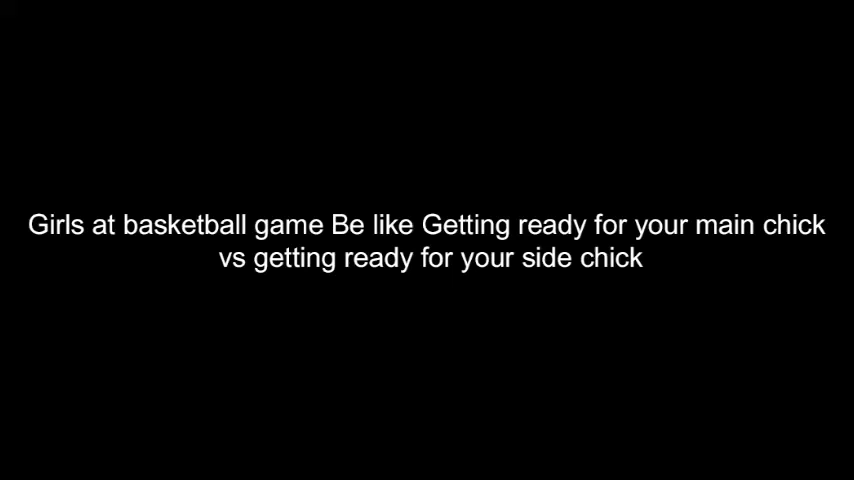 Girls at basketball game Be like Getting ready for your main chick
vs getting ready for your side chick